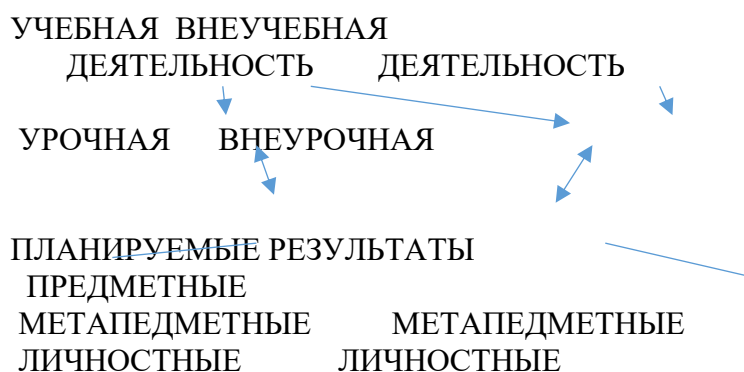 УЧЕБНАЯ ВНЕУЧЕБНАЯ
ДЕЯТЕЛЬНОСТЬ ДЕЯТЕЛЬНОСТЬ
УРОЧНАЯ ВНЕУРОЧНАЯ
ПЛАНИРУЕМЫЕ РЕЗУЛЬТАТЫ
ПРЕДМЕТНЫЕ
МЕТАПЕДМЕТНЫЕ МЕТАПЕДМЕТНЫЕ
ЛИЧНОСТНЫЕ ЛИЧНОСТНЫЕ